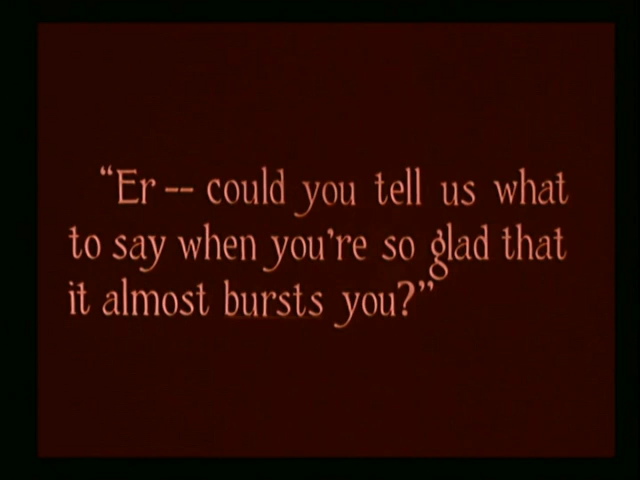 “Er -- could you tell us what
to say when you're so glad that
it almost bursts you?”